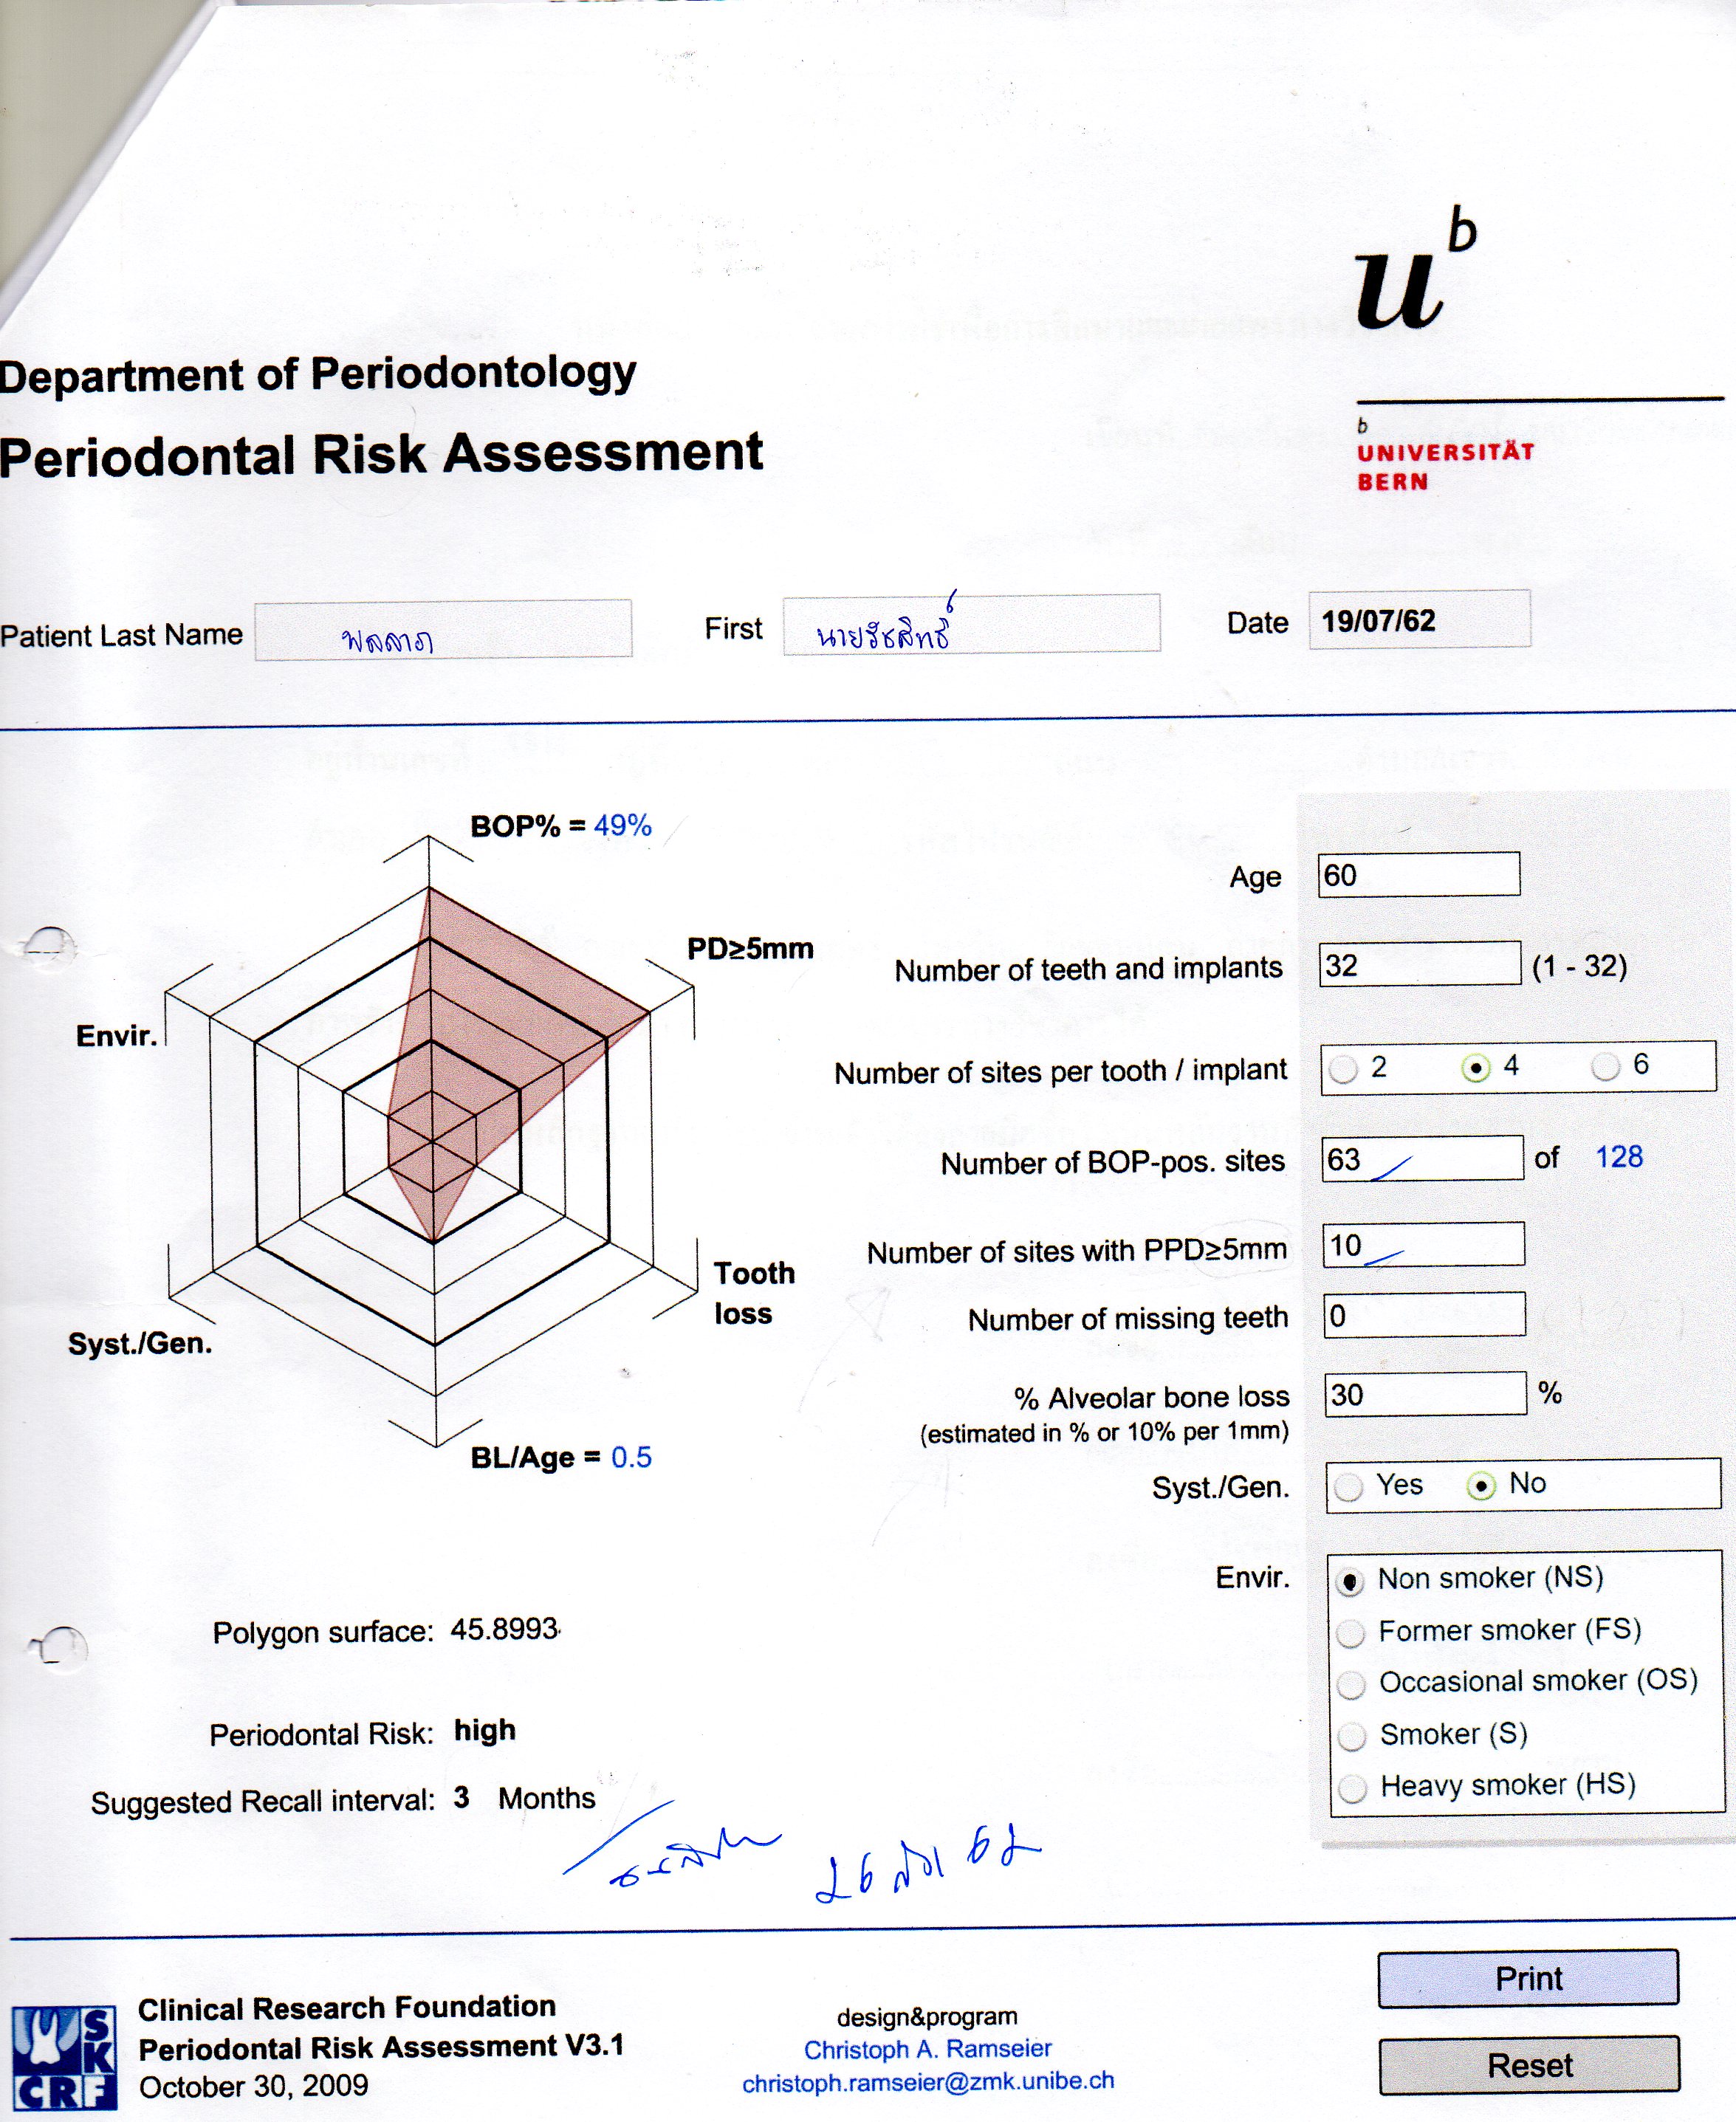 u b
Department of Periodontology
Periodontal Risk Assessment
b
UNIVERSITÄT
BERN
Patient Last Name พลลาภ First นายรัชสิทธิ์ Date 19/07/62
BOP% = 49%
PD≥5mm
Envir.
Tooth
loss
Syst./Gen.
BL/Age = 0.5
Age 60
Number of teeth and implants 32 (1 - 32)
Number of sites per tooth / implant 2 4 6
Number of BOP-pos. sites 63 of 128
Number of sites with PPD≥5mm 10
Number of missing teeth 0
% Alveolar bone loss 30 %
(estimated in % or 10% per 1mm)
Syst./Gen. Yes No
Envir. Non smoker (NS)
Former smoker (FS)
Occasional smoker (OS)
Smoker (S)
Heavy smoker (HS)
Polygon surface: 45.8993
Periodontal Risk: high
Suggested Recall interval: 3 Months
26 62
SKCRF
Clinical Research Foundation
Periodontal Risk Assessment V3.1
October 30, 2009
design&program
Christoph A. Ramseier
christoph.ramseier@zmk.unibe.ch
Print
Reset